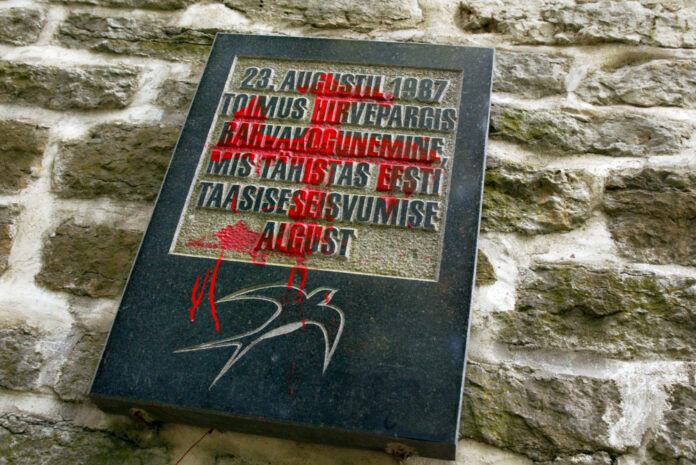 23. AUGUSTIL 1987
TOIMUS HIRVEPARGIS
RAHVAKOGUNEMINE,
MIS TÄHISTAS EESTI
TAASISESEISVUMISE
ALGUST